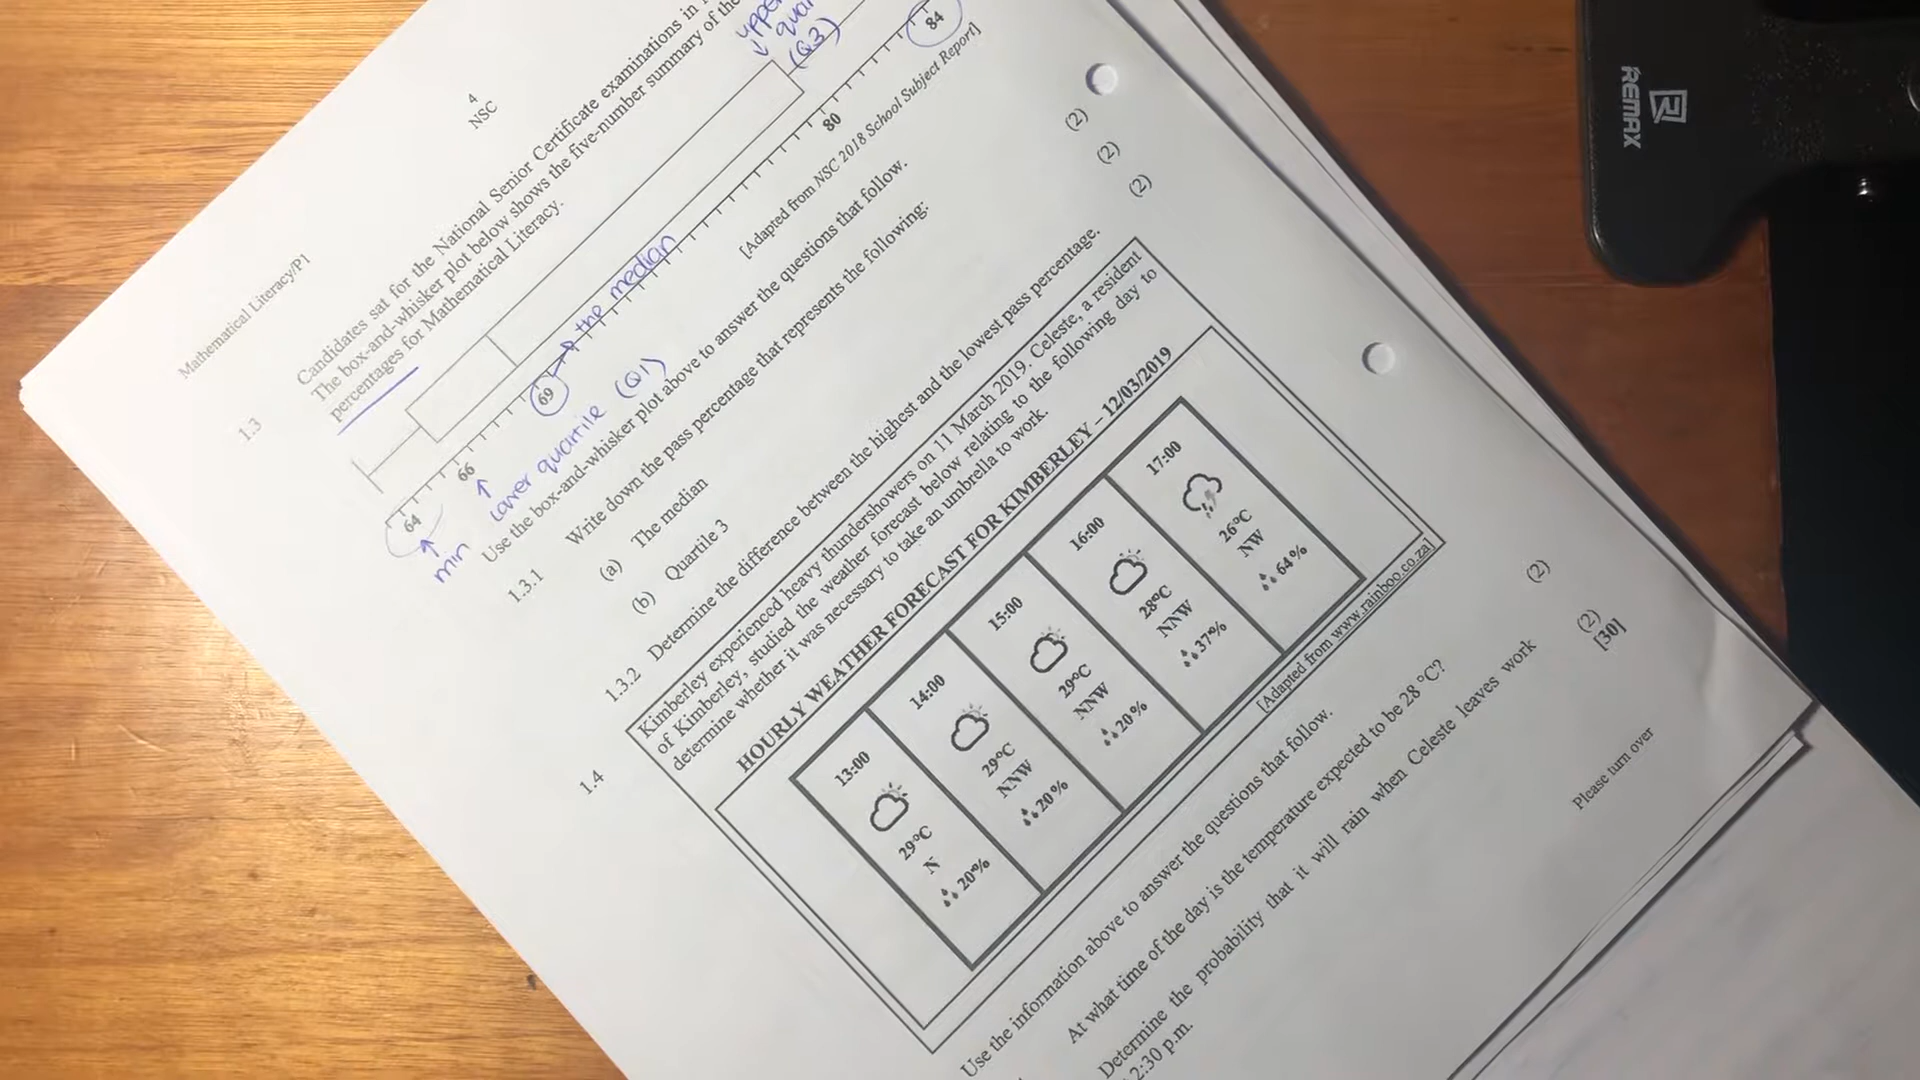 Mathematical Literacy/P1
4
NSC
1.3
Candidates sat for the National Senior Certificate examinations in
The box-and-whisker plot below shows the five-number summary of the
percentages for Mathematical Literacy.
upper
(Q3)
64
66
69
80
84
min
Lower quartile (Q1)
the median
[Adapted from NSC 2018 School Subject Report]
Use the box-and-whisker plot above to answer the questions that follow.
1.3.1 Write down the pass percentage that represents the following:
(a) The median (2)
(b) Quartile 3 (2)
1.3.2 Determine the difference between the highest and the lowest pass percentage. (2)
1.4
Kimberley experienced heavy thundershowers on 11 March 2019. Celeste, a resident
of Kimberley, studied the weather forecast below relating to the following day to
determine whether it was necessary to take an umbrella to work.
HOURLY WEATHER FORECAST FOR KIMBERLEY – 12/03/2019
13:00 14:00 15:00 16:00 17:00
29°C 29°C 29°C 28°C 26°C
N NNW NNW NNW NW
20% 20% 20% 37% 64%
[Adapted from www.rainboo.co.za]
Use the information above to answer the questions that follow.
At what time of the day is the temperature expected to be 28 °C? (2)
Determine the probability that it will rain when Celeste leaves work
2:30 p.m. (2)
[30]
Please turn over
REMAX